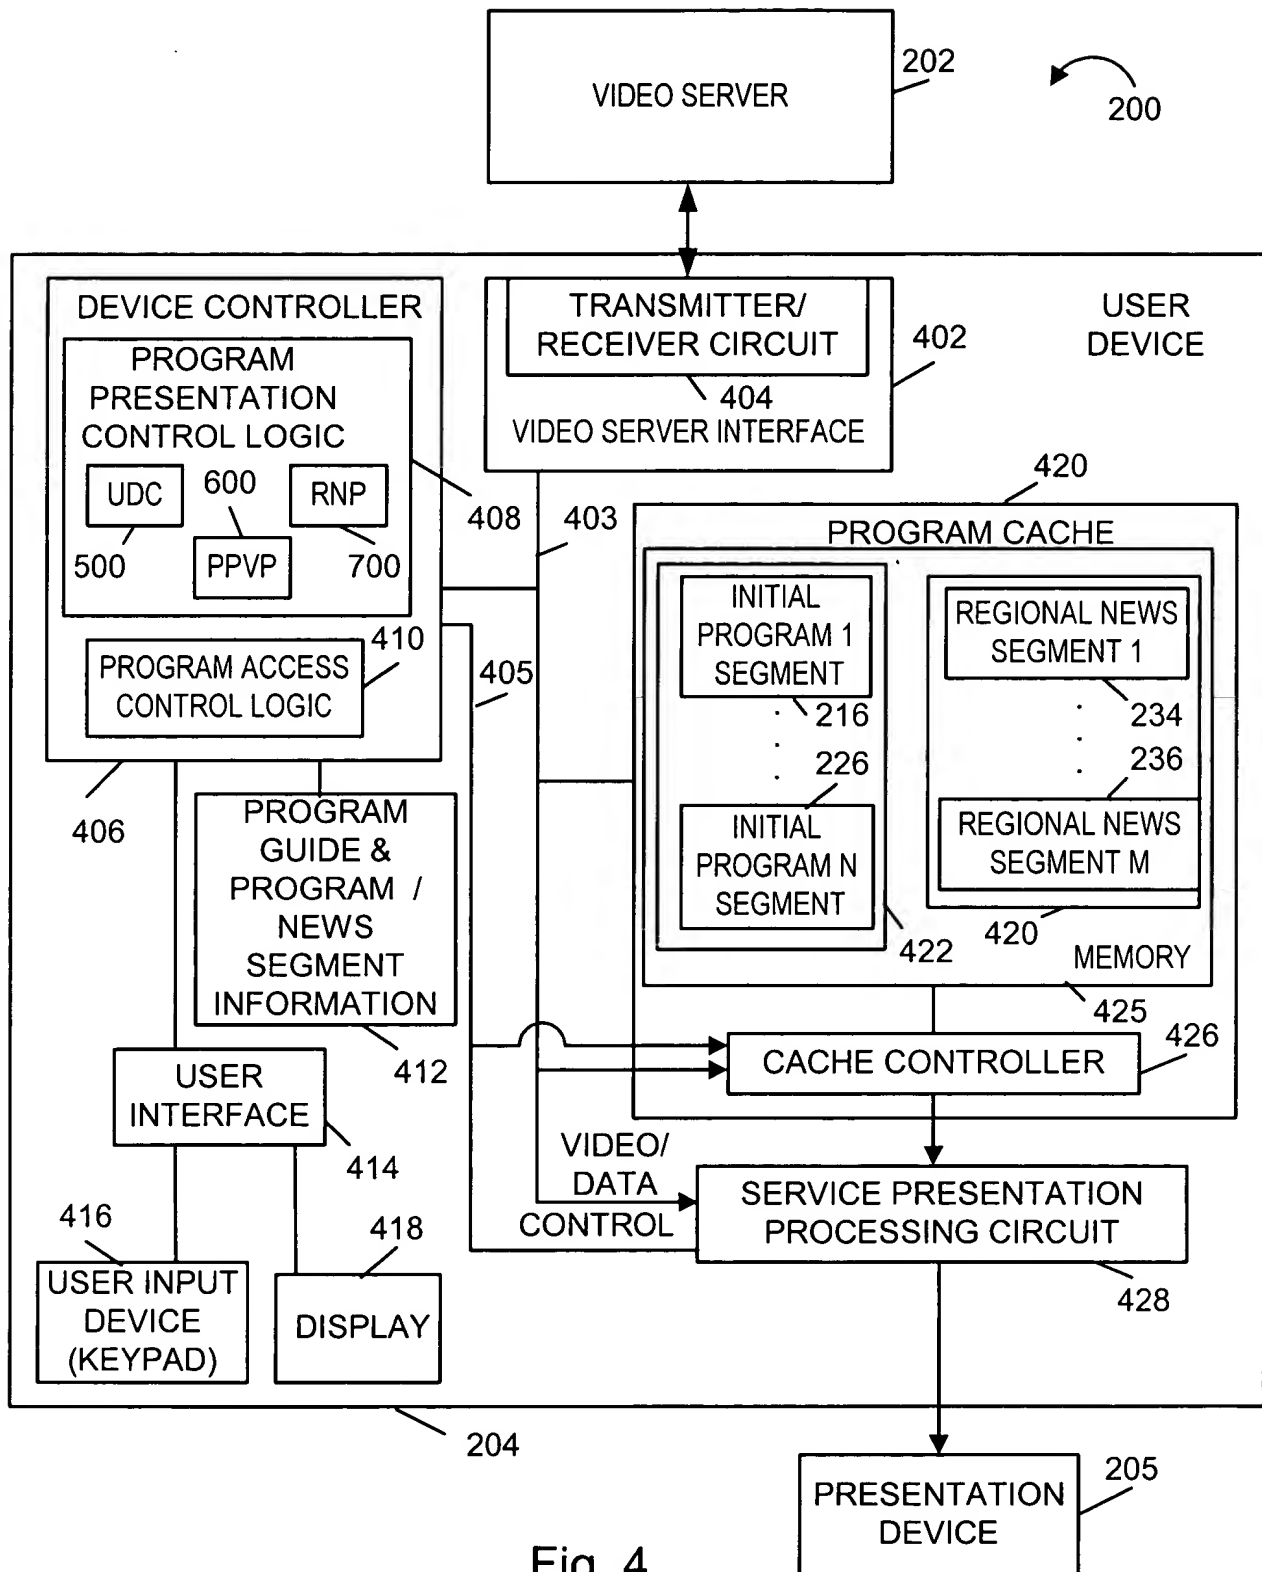 VIDEO SERVER
202
200
DEVICE CONTROLLER
PROGRAM
PRESENTATION
CONTROL LOGIC
UDC
600
RNP
500
PPVP
700
408
410
PROGRAM ACCESS
CONTROL LOGIC
406
TRANSMITTER/
RECEIVER CIRCUIT
404
VIDEO SERVER INTERFACE
402
USER
DEVICE
403
405
420
PROGRAM CACHE
INITIAL
PROGRAM 1
SEGMENT
216
226
INITIAL
PROGRAM N
SEGMENT
422
REGIONAL NEWS
SEGMENT 1
234
236
REGIONAL NEWS
SEGMENT M
420
MEMORY
425
CACHE CONTROLLER
426
PROGRAM
GUIDE &
PROGRAM /
NEWS
SEGMENT
INFORMATION
412
USER
INTERFACE
414
VIDEO/
DATA
CONTROL
SERVICE PRESENTATION
PROCESSING CIRCUIT
428
416
USER INPUT
DEVICE
(KEYPAD)
418
DISPLAY
204
205
PRESENTATION
DEVICE
Fig. 4